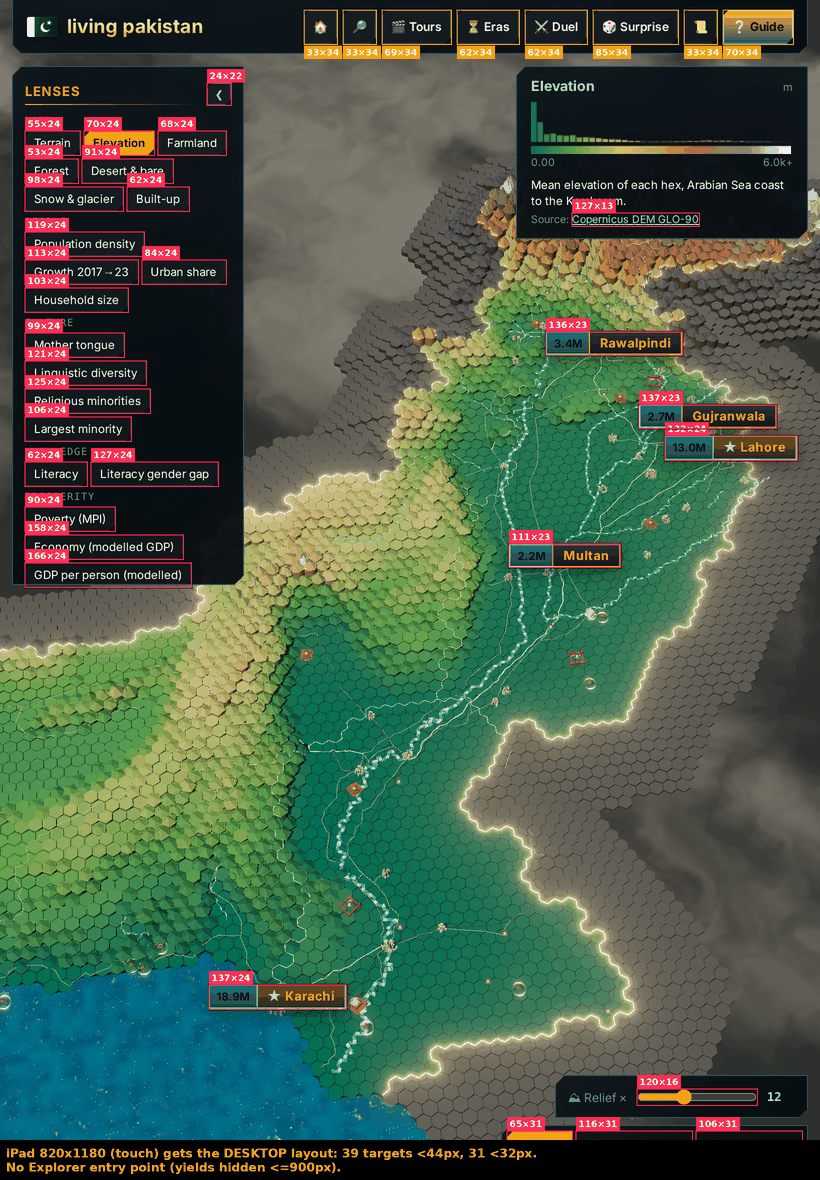 living pakistan
🏠 🔎 🎬 Tours ⏳ Eras ⚔ Duel 🎲 Surprise 📜 ? Guide
33×34 33×34 69×34 62×34 62×34 85×34 33×34 70×34
24×22
LENSES
❮
55×24 70×24 68×24
Terrain Elevation Farmland
53×24 91×24
Forest Desert & bare
98×24 62×24
Snow & glacier Built-up
119×24
Population density
113×24 84×24
Growth 2017→23 Urban share
103×24
Household size
99×24
Mother tongue
121×24
Linguistic diversity
125×24
Religious minorities
106×24
Largest minority
62×24 127×24
Literacy Literacy gender gap
90×24
Poverty (MPI)
158×24
Economy (modelled GDP)
166×24
GDP per person (modelled)
Elevation m
0.00 6.0k+
Mean elevation of each hex, Arabian Sea coast
to the
127×13
Source: Copernicus DEM GLO-90
136×23
3.4M Rawalpindi
137×23
2.7M Gujranwala
132×24
13.0M ★ Lahore
111×23
2.2M Multan
137×24
18.9M ★ Karachi
120×16
Relief × 12
65×31 116×31 106×31
iPad 820x1180 (touch) gets the DESKTOP layout: 39 targets <44px, 31 <32px.
No Explorer entry point (yields hidden <=900px).